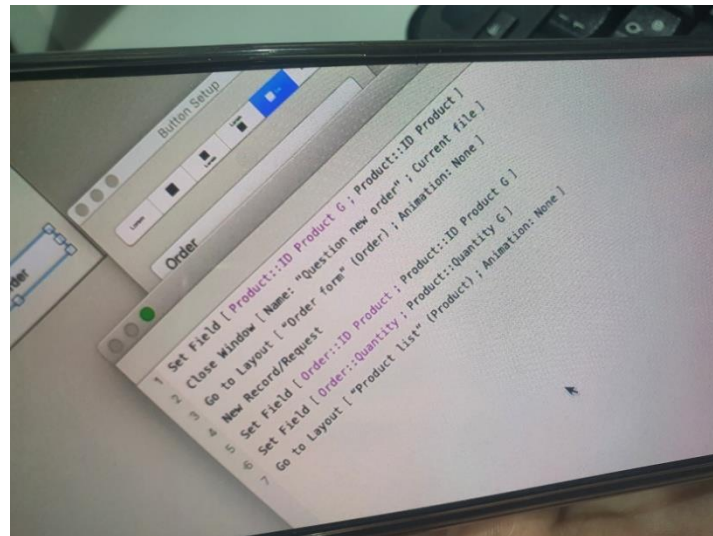 Button Setup
Order
der
1 Set Field [ Product::ID Product G ; Product::ID Product ]
2 Close Window [ Name: "Question new order" ; Current file ]
3 Go to Layout [ "Order form" (Order) ; Animation: None ]
4 New Record/Request
5 Set Field [ Order::ID Product ; Product::ID Product G ]
6 Set Field [ Order::Quantity ; Product::Quantity G ]
7 Go to Layout [ "Product list" (Product) ; Animation: None ]